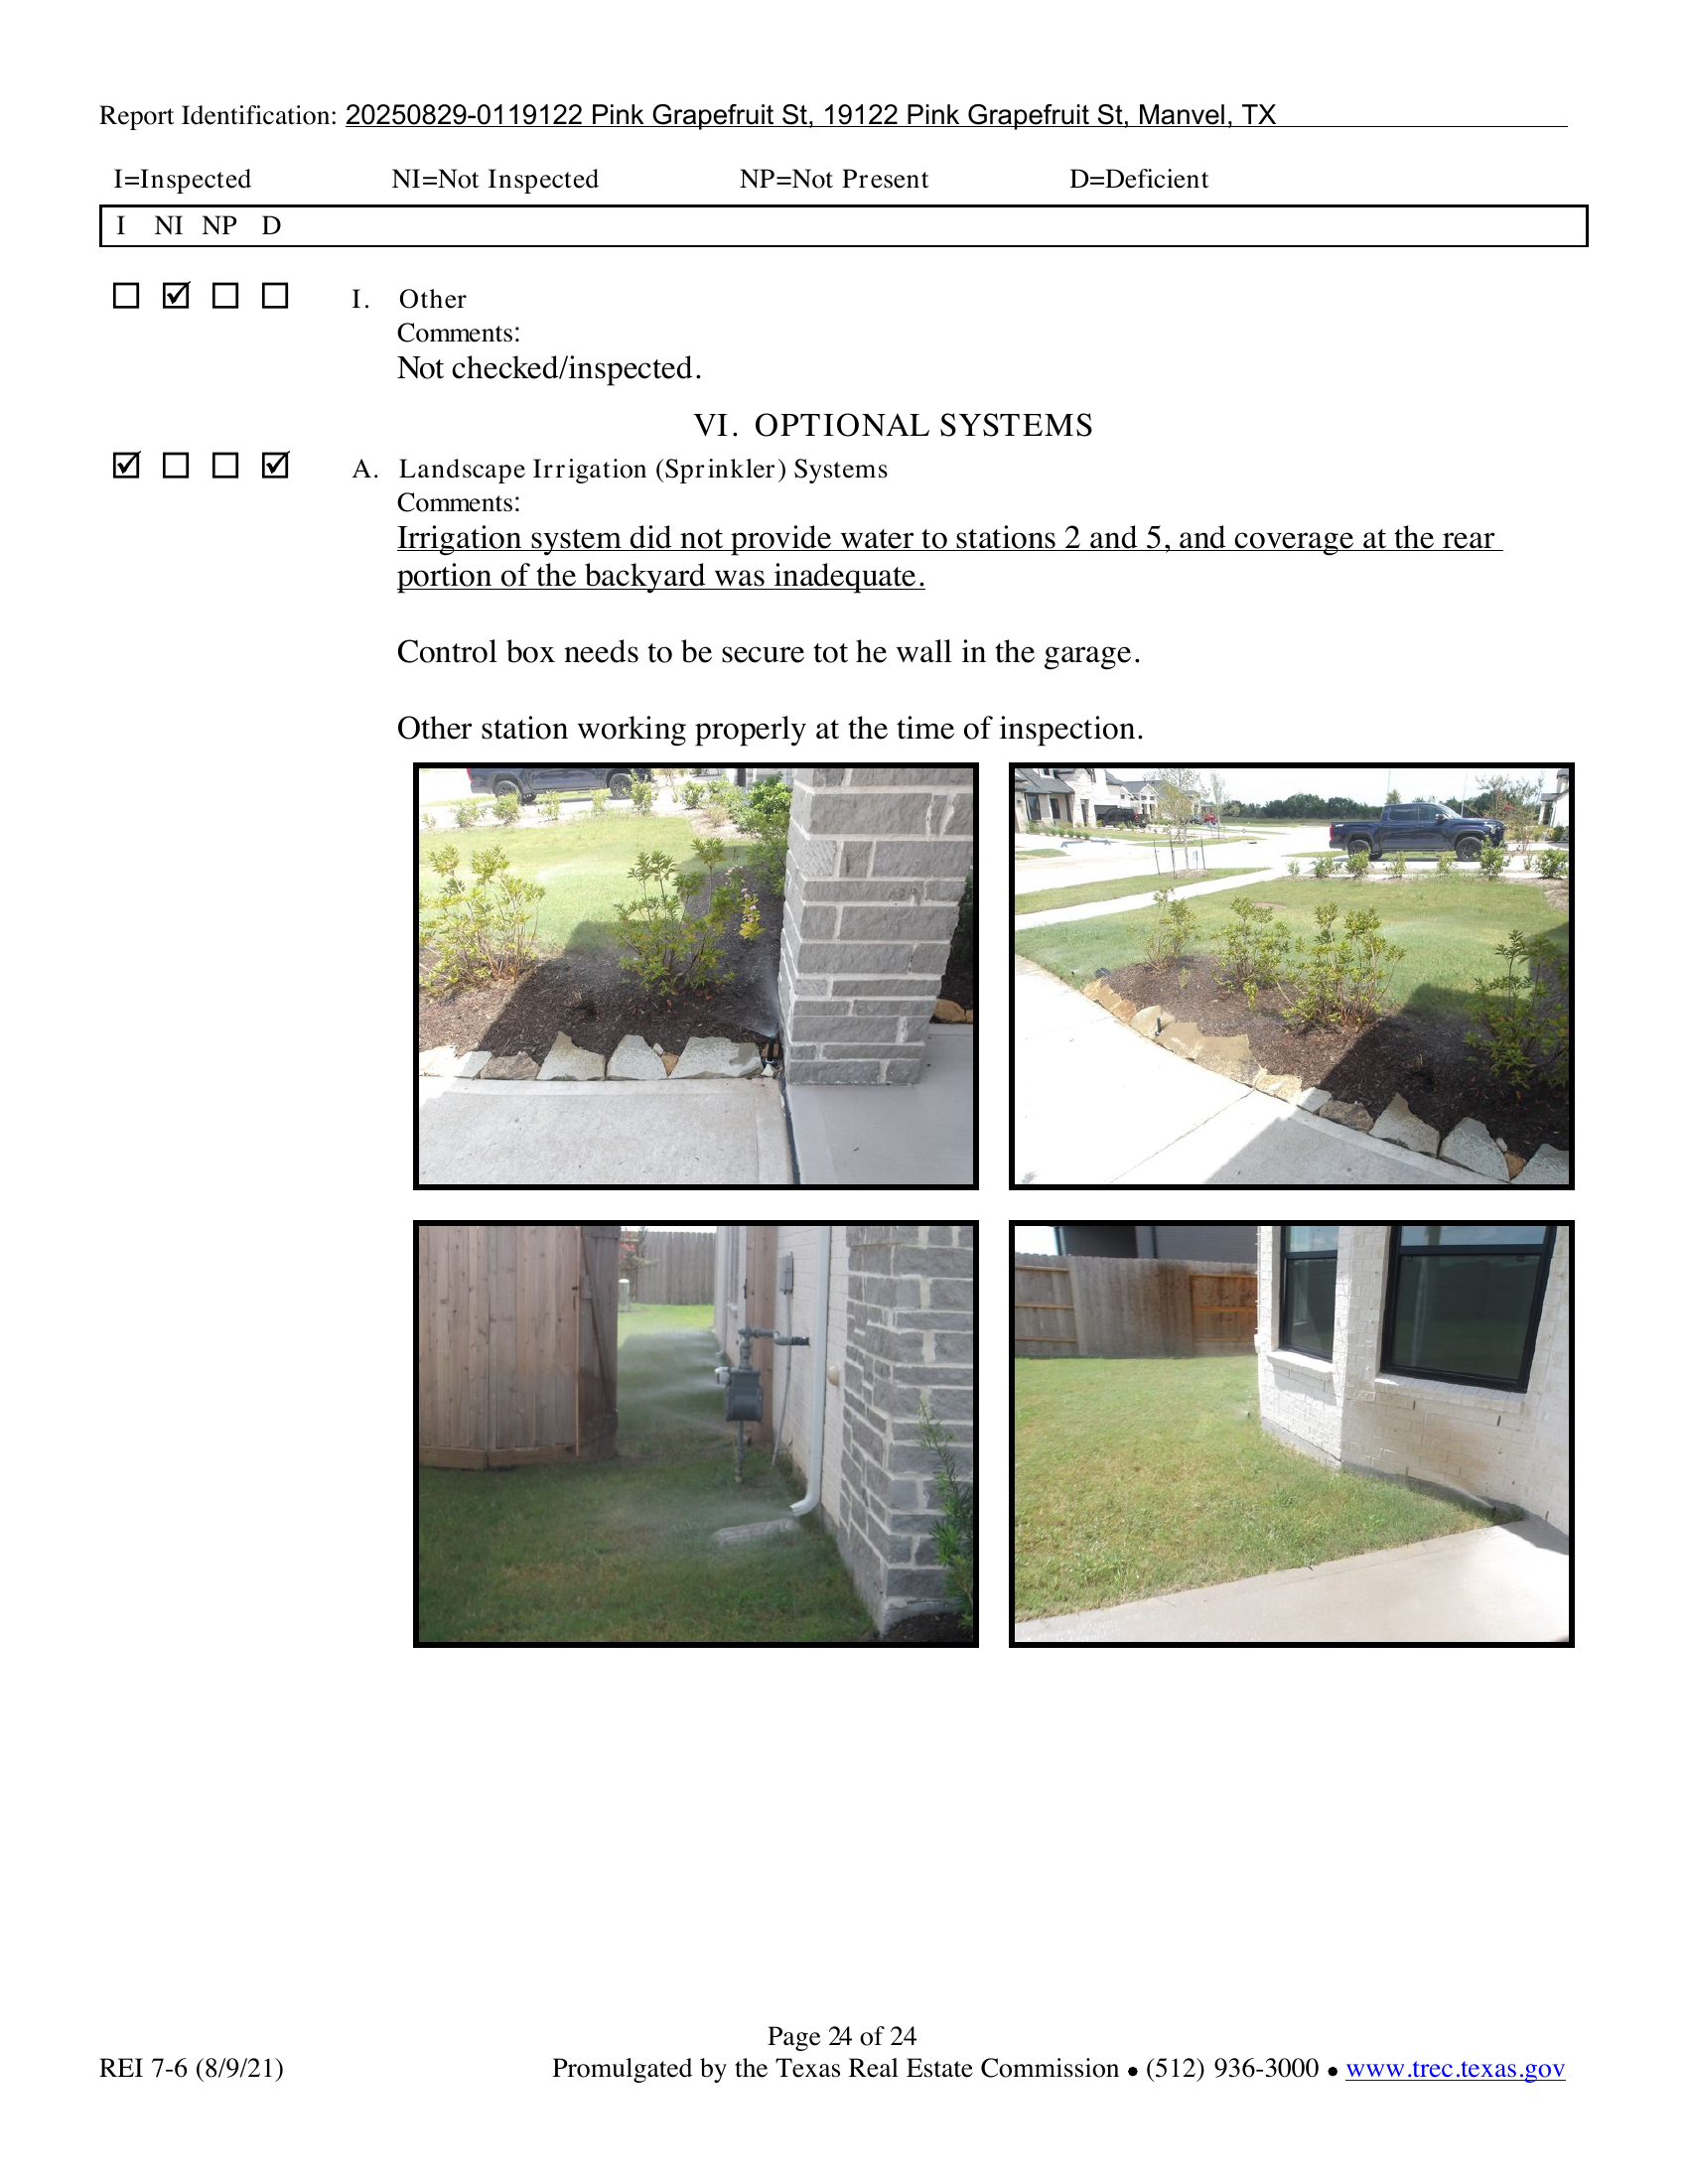 Report Identification: 20250829-0119122 Pink Grapefruit St, 19122 Pink Grapefruit St, Manvel, TX
I=Inspected NI=Not Inspected NP=Not Present D=Deficient
I NI NP D
I. Other
Comments:
Not checked/inspected.
VI. OPTIONAL SYSTEMS
A. Landscape Irrigation (Sprinkler) Systems
Comments:
Irrigation system did not provide water to stations 2 and 5, and coverage at the rear
portion of the backyard was inadequate.
Control box needs to be secure tot he wall in the garage.
Other station working properly at the time of inspection.
Page 24 of 24
REI 7-6 (8/9/21) Promulgated by the Texas Real Estate Commission • (512) 936-3000 • www.trec.texas.gov